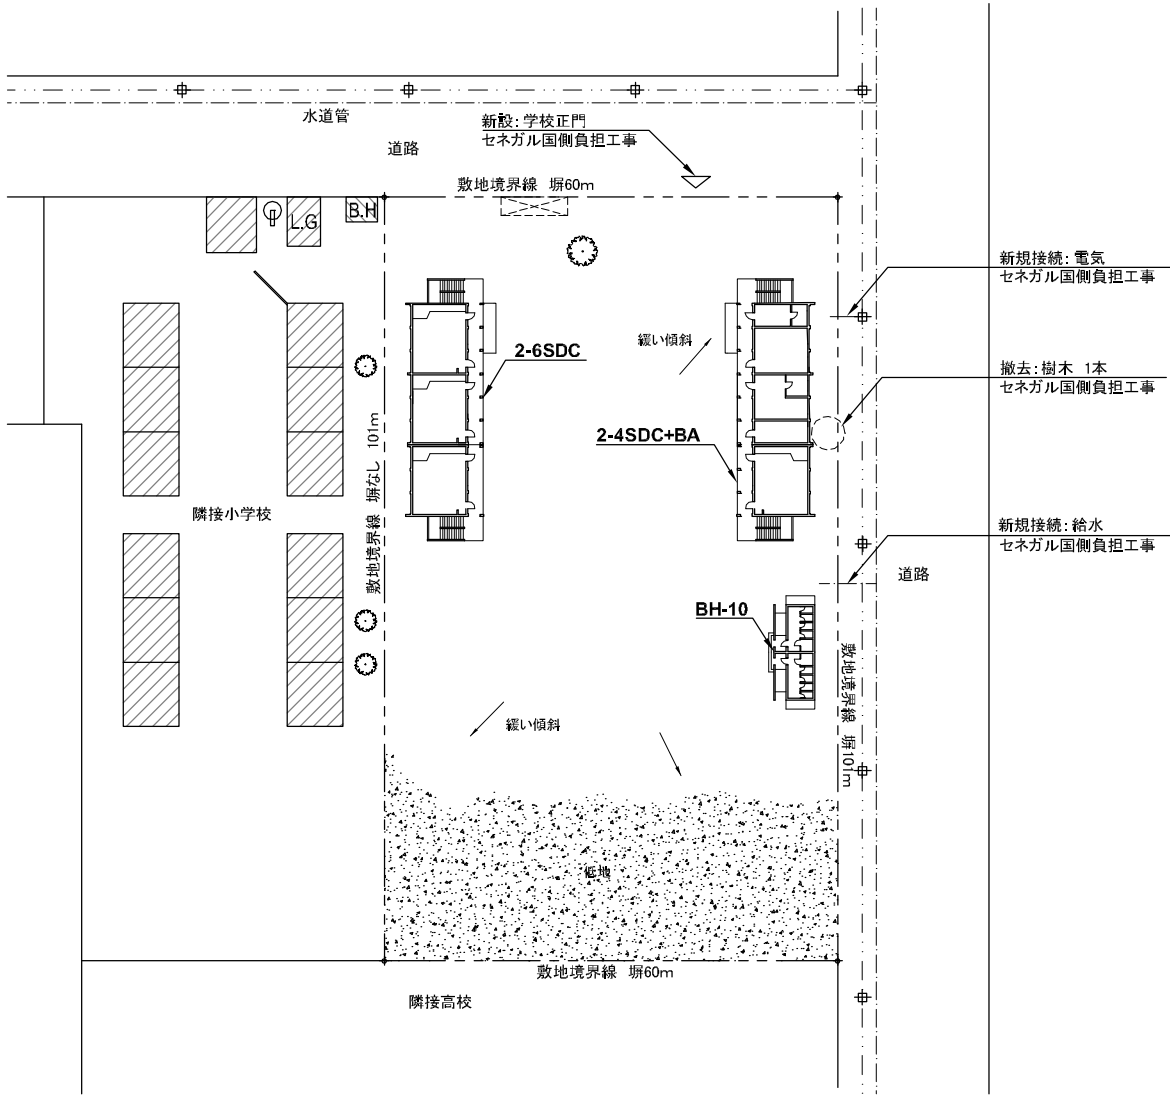 水道管
新設：学校正門
セネガル国側負担工事
道路
敷地境界線 塀60m
L.G
B.H
新規接続：電気
セネガル国側負担工事
緩い傾斜
2-6SDC
撤去：樹木 1本
セネガル国側負担工事
2-4SDC+BA
敷地境界線 塀なし 101m
隣接小学校
新規接続：給水
セネガル国側負担工事
道路
BH-10
敷地境界線 塀101m
緩い傾斜
低地
敷地境界線 塀60m
隣接高校